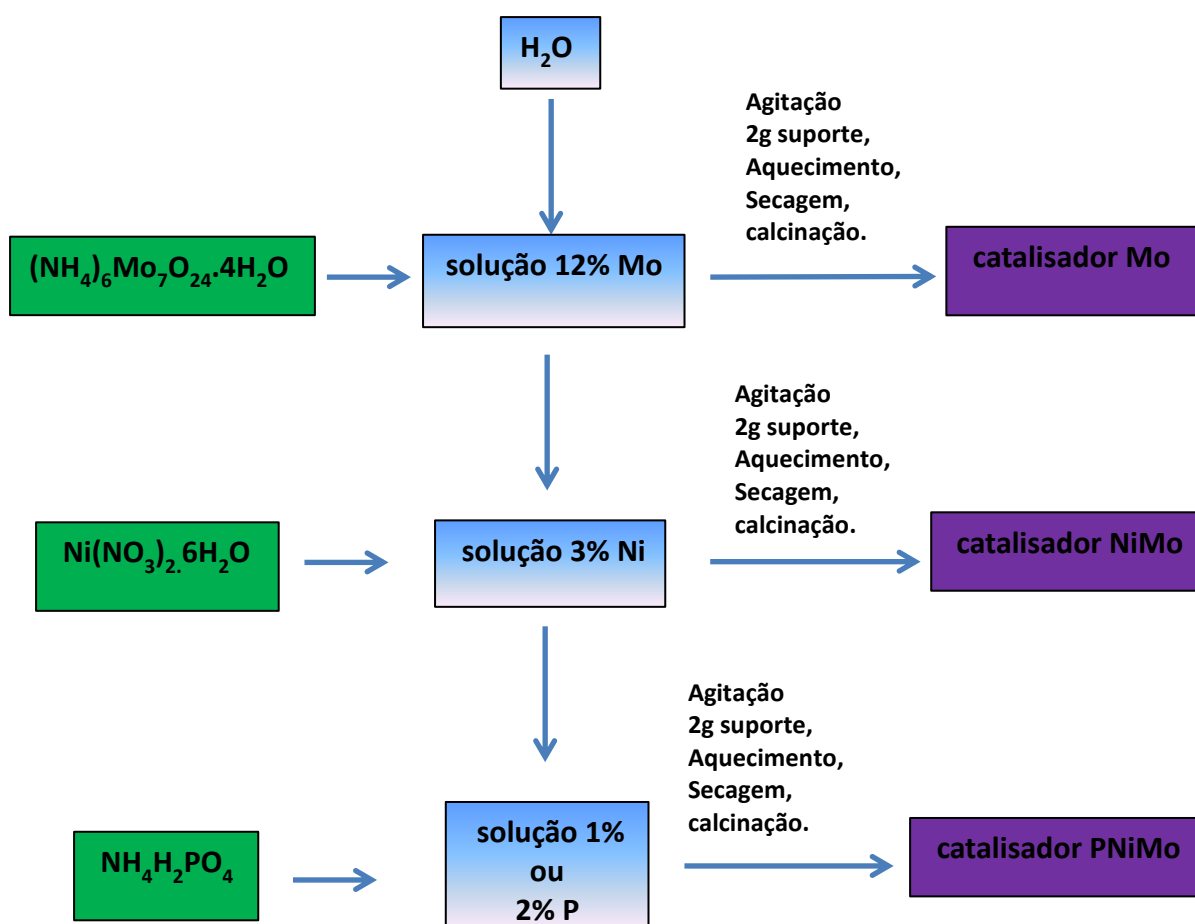 H₂O
Agitação
2g suporte,
Aquecimento,
Secagem,
calcinação.
(NH₄)₆Mo₇O₂₄.4H₂O
solução 12% Mo
catalisador Mo
Agitação
2g suporte,
Aquecimento,
Secagem,
calcinação.
Ni(NO₃)₂.6H₂O
solução 3% Ni
catalisador NiMo
Agitação
2g suporte,
Aquecimento,
Secagem,
calcinação.
NH₄H₂PO₄
solução 1%
ou
2% P
catalisador PNiMo